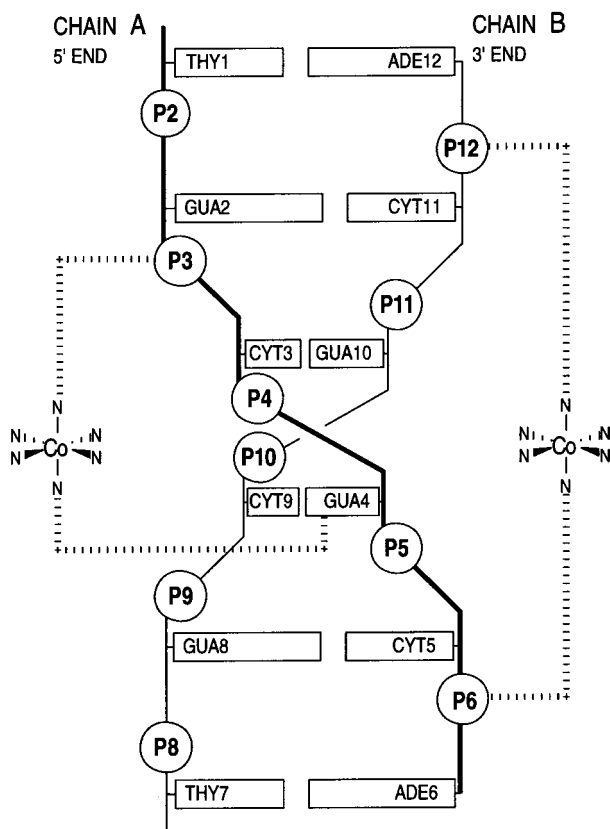 CHAIN A
5' END
CHAIN B
3' END
THY1
ADE12
P2
P12
GUA2
CYT11
P3
P11
CYT3
GUA10
P4
N
N N
Co
N N
N
N
N N
Co
N N
N
P10
CYT9
GUA4
P5
P9
GUA8
CYT5
P6
P8
THY7
ADE6